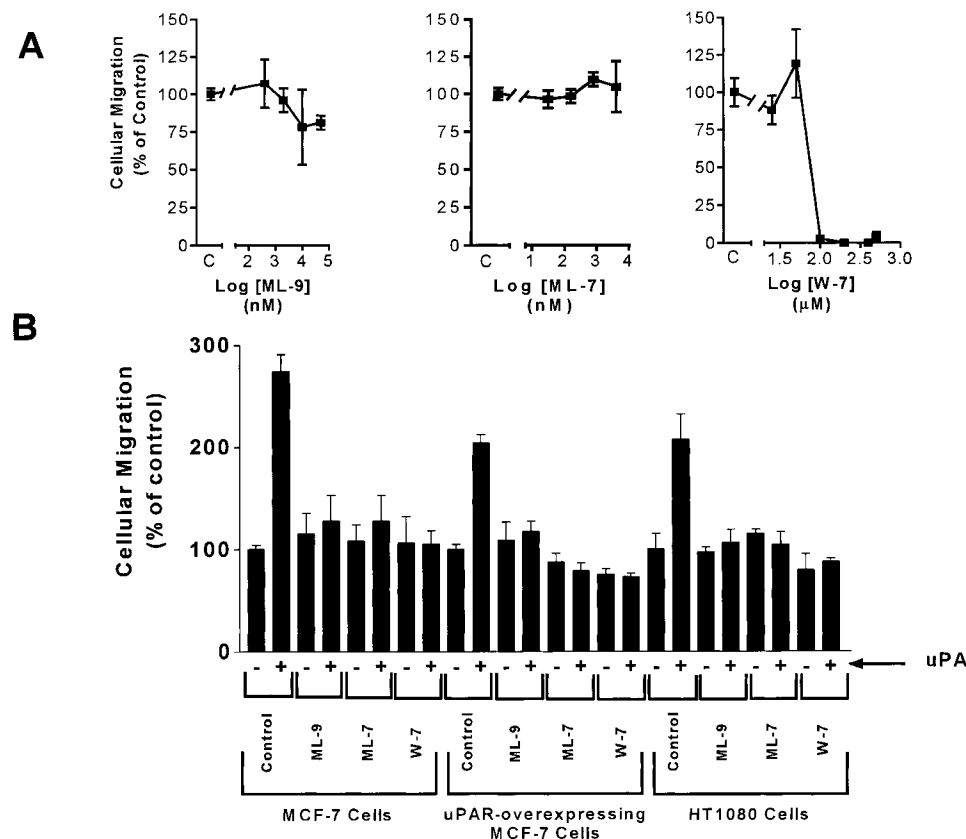 A
Cellular Migration
(% of Control)
150
125
100
75
50
25
0
C
2
3
4
5
Log [ML-9]
(nM)
150
125
100
75
50
25
0
C
1
2
3
4
Log [ML-7]
(nM)
150
125
100
75
50
25
0
C
1.5
2.0
2.5
3.0
Log [W-7]
(μM)
B
Cellular Migration
(% of control)
300
200
100
0
- + - + - + - + - + - + - + - + - + - + - + - +
uPA
Control
ML-9
ML-7
W-7
Control
ML-9
ML-7
W-7
Control
ML-9
ML-7
W-7
MCF-7 Cells
uPAR-overexpressing
MCF-7 Cells
HT1080 Cells